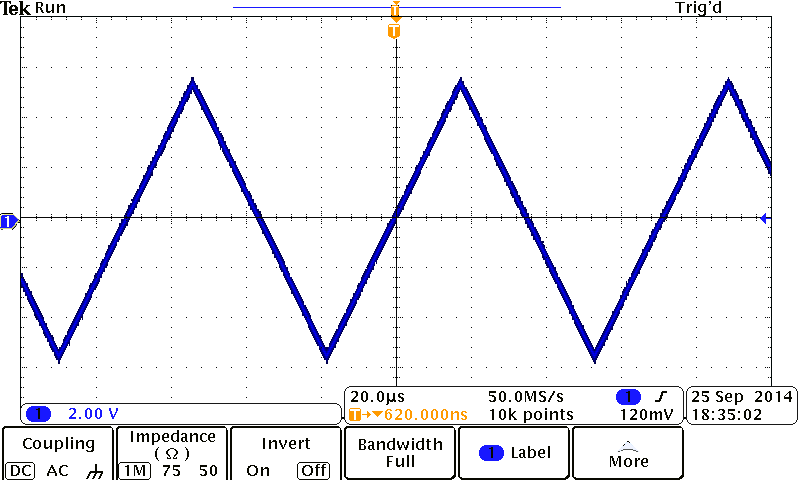 Tek Run Trig'd
T
T
T
1 2.00 V
20.0µs 50.0MS/s 1
T→▼620.000ns 10k points 120mV
25 Sep 2014
18:35:02
Coupling
DC AC
Impedance
(Ω)
1M 75 50
Invert
On Off
Bandwidth
Full
1 Label
More